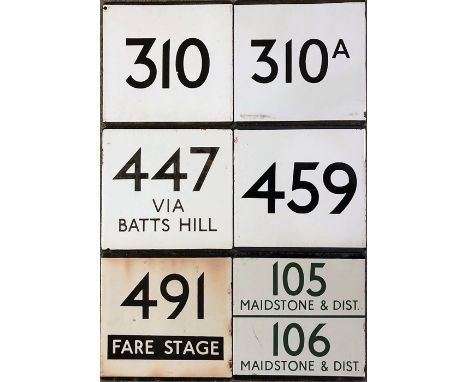 310
310A
447
VIA
BATTS HILL
459
491
FARE STAGE
105
MAIDSTONE & DIST.
106
MAIDSTONE & DIST.